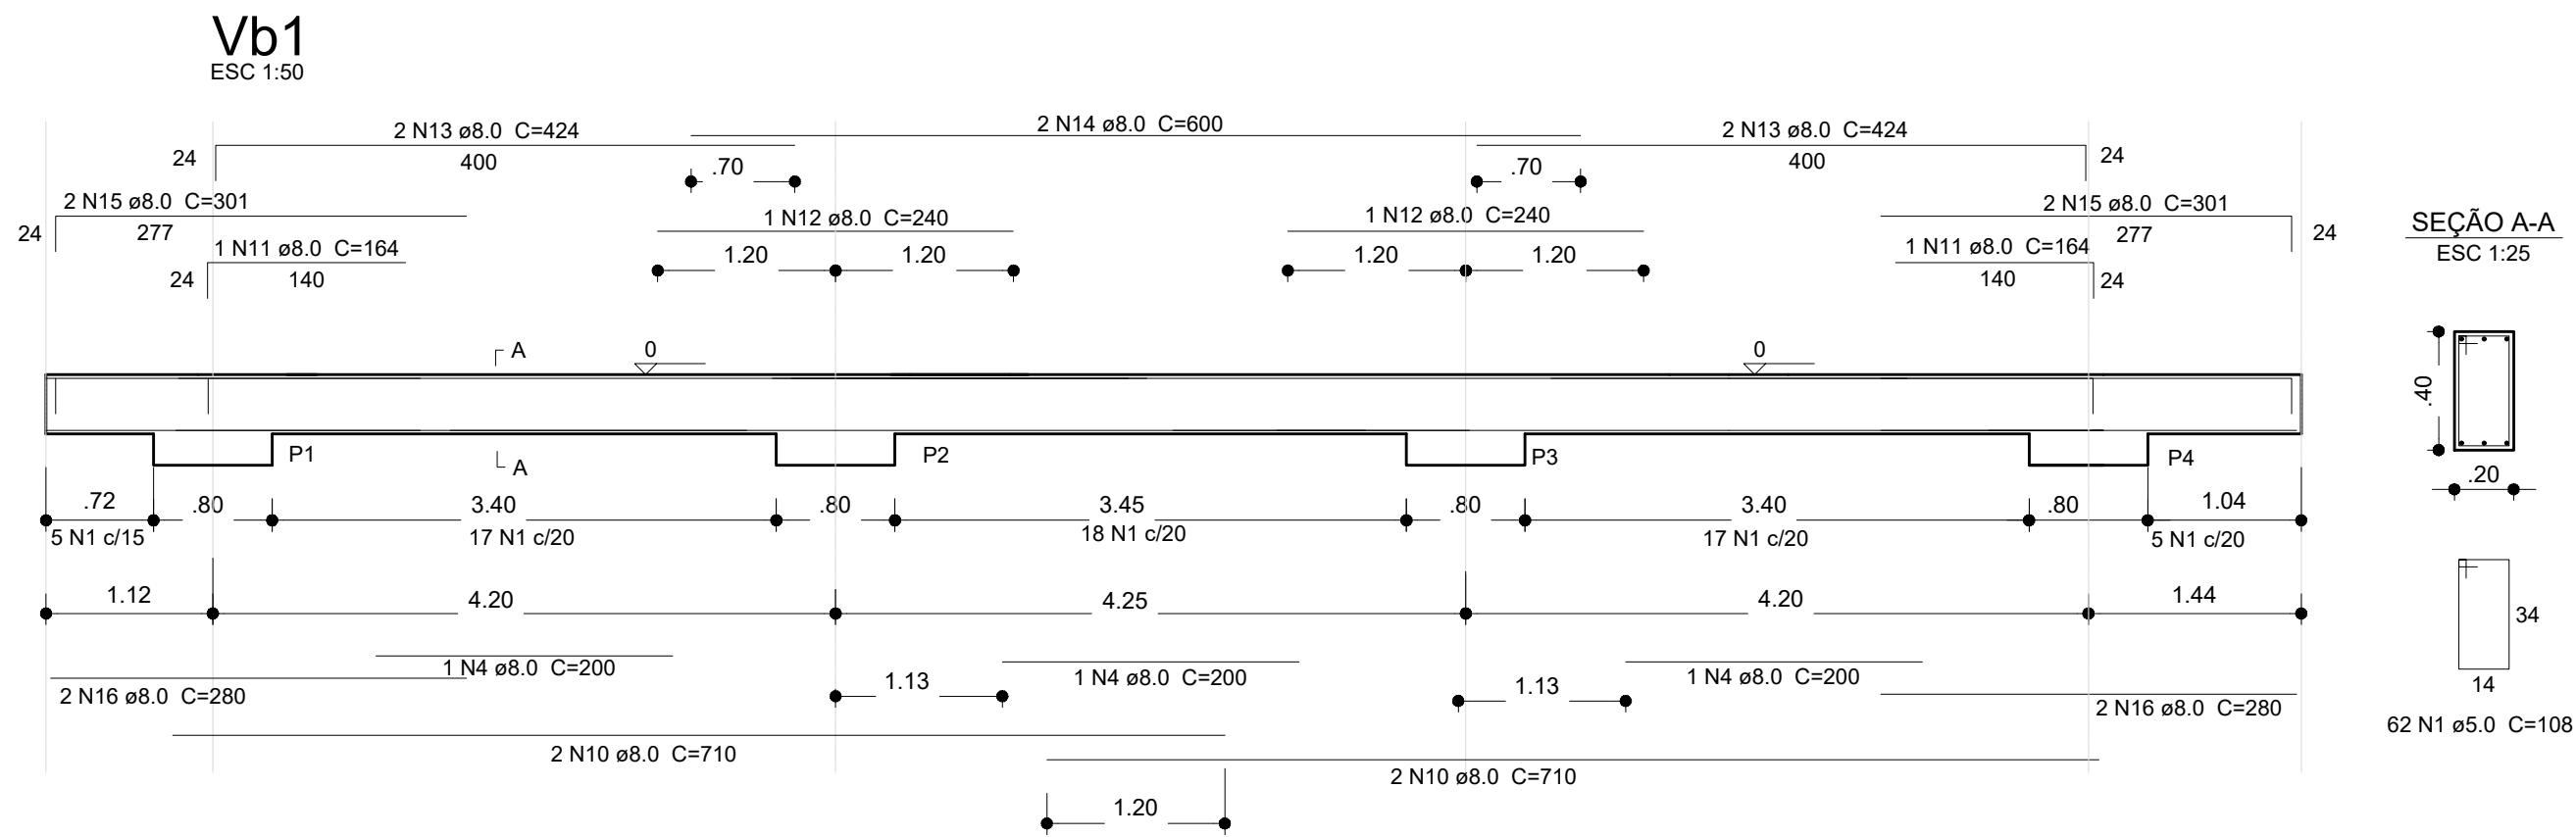 Vb1
ESC 1:50
2 N13 ø8.0 C=424
2 N14 ø8.0 C=600
2 N13 ø8.0 C=424
24
400
.70
.70
400
24
2 N15 ø8.0 C=301
1 N12 ø8.0 C=240
1 N12 ø8.0 C=240
2 N15 ø8.0 C=301
24
277
277
24
1 N11 ø8.0 C=164
1.20
1.20
1.20
1.20
1 N11 ø8.0 C=164
24
140
140
24
SEÇÃO A-A
ESC 1:25
A
0
0
.40
P1
A
P2
P3
P4
.20
.72
.80
3.40
.80
3.45
.80
3.40
.80
1.04
5 N1 c/15
17 N1 c/20
18 N1 c/20
17 N1 c/20
5 N1 c/20
1.12
4.20
4.25
4.20
1.44
34
14
1 N4 ø8.0 C=200
1 N4 ø8.0 C=200
1 N4 ø8.0 C=200
2 N16 ø8.0 C=280
1.13
1.13
2 N16 ø8.0 C=280
62 N1 ø5.0 C=108
2 N10 ø8.0 C=710
2 N10 ø8.0 C=710
1.20